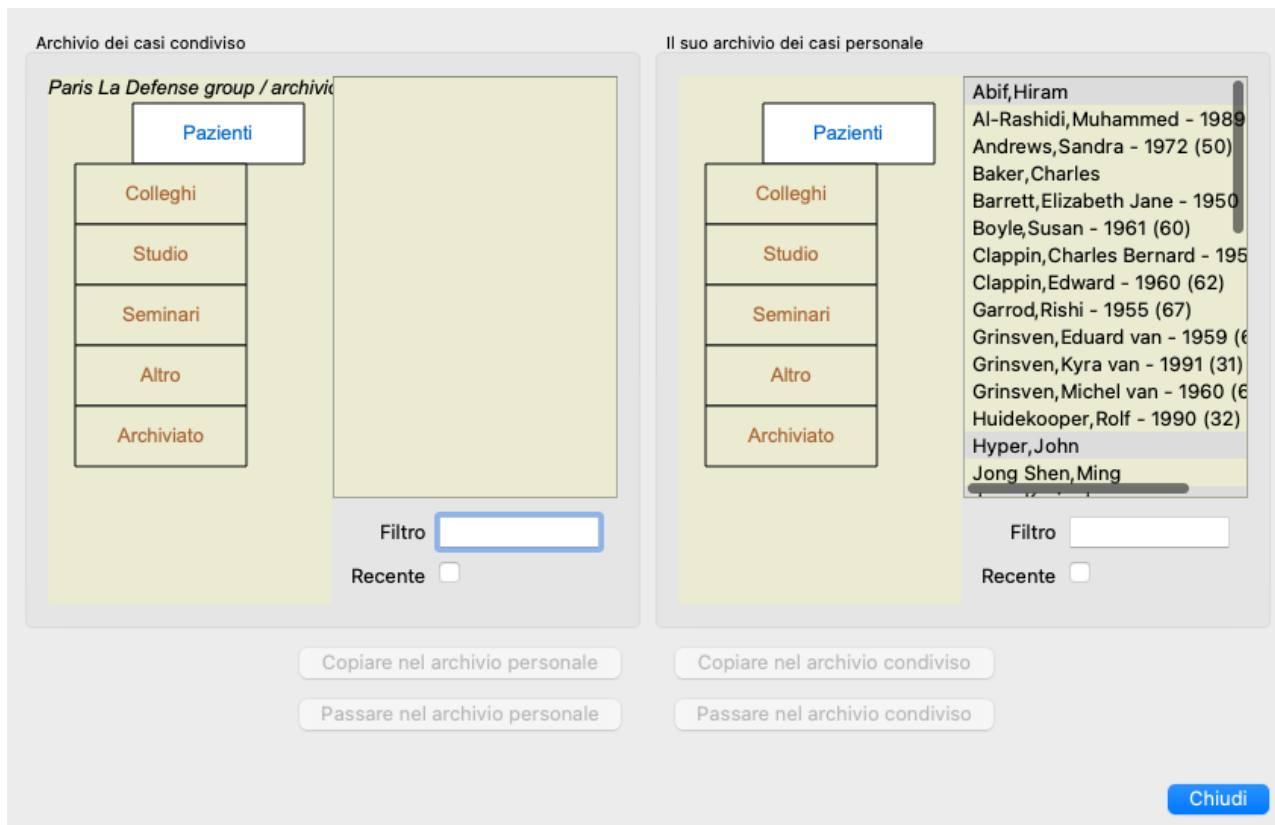 Archivio dei casi condiviso
Paris La Defense group / archivio
Pazienti
Colleghi
Studio
Seminari
Altro
Archiviato
Filtro
Recente
Copiare nel archivio personale
Passare nel archivio personale
Il suo archivio dei casi personale
Pazienti
Colleghi
Studio
Seminari
Altro
Archiviato
Abif,Hiram
Al-Rashidi,Muhammed - 1989
Andrews,Sandra - 1972 (50)
Baker,Charles
Barrett,Elizabeth Jane - 1950
Boyle,Susan - 1961 (60)
Clappin,Charles Bernard - 195
Clappin,Edward - 1960 (62)
Garrod,Rishi - 1955 (67)
Grinsven,Eduard van - 1959 (6
Grinsven,Kyra van - 1991 (31)
Grinsven,Michel van - 1960 (6
Huidekooper,Rolf - 1990 (32)
Hyper,John
Jong Shen,Ming
Filtro
Recente
Copiare nel archivio condiviso
Passare nel archivio condiviso
Chiudi